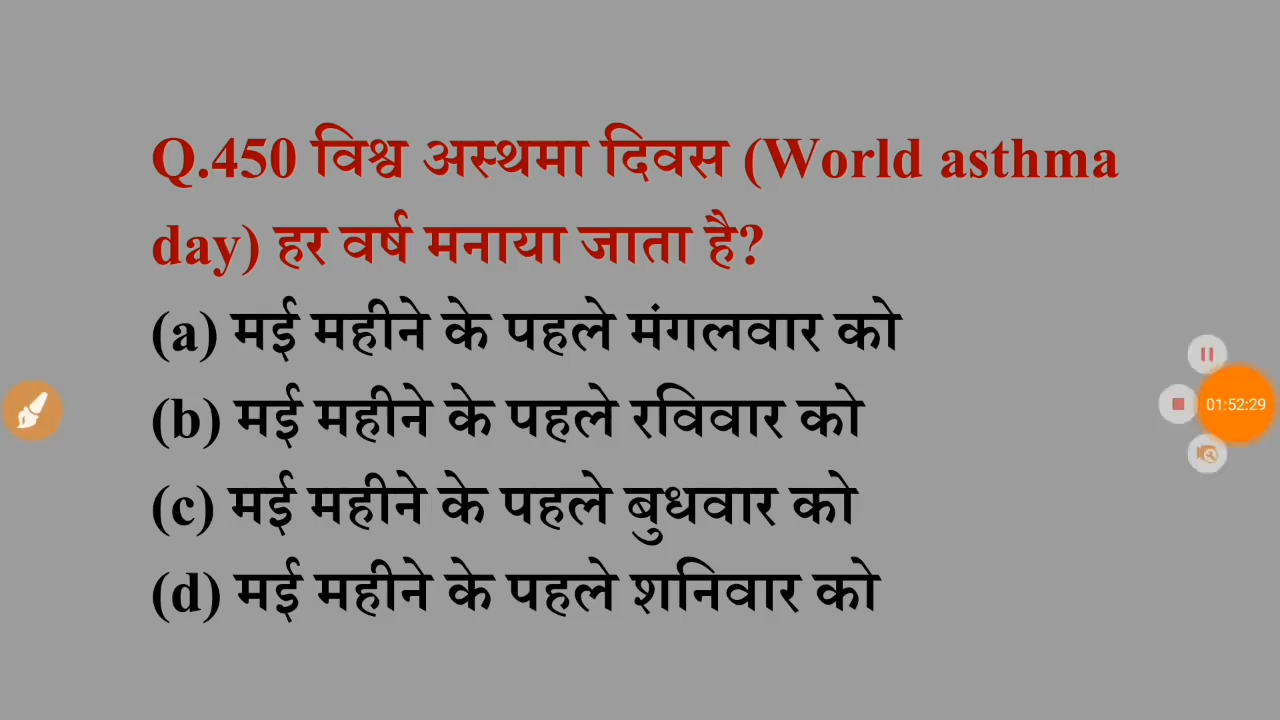 Q.450 विश्व अस्थमा दिवस (World asthma
day) हर वर्ष मनाया जाता है?
(a) मई महीने के पहले मंगलवार को
(b) मई महीने के पहले रविवार को
(c) मई महीने के पहले बुधवार को
(d) मई महीने के पहले शनिवार को
01:52:29